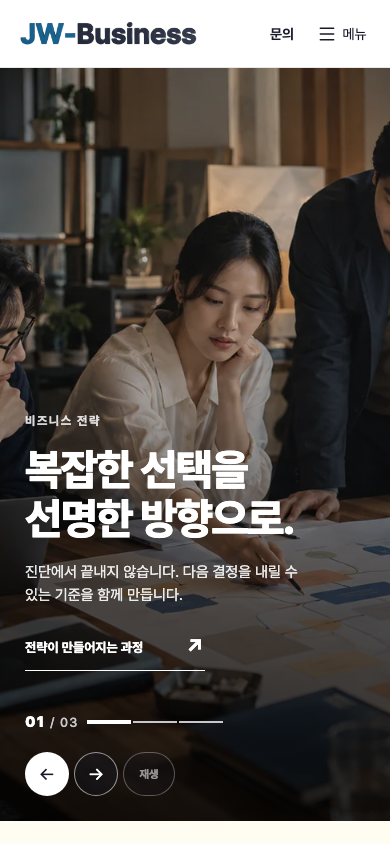 JW-Business
문의
메뉴
비즈니스 전략
복잡한 선택을
선명한 방향으로.
진단에서 끝내지 않습니다. 다음 결정을 내릴 수
있는 기준을 함께 만듭니다.
전략이 만들어지는 과정
01 / 03
재생